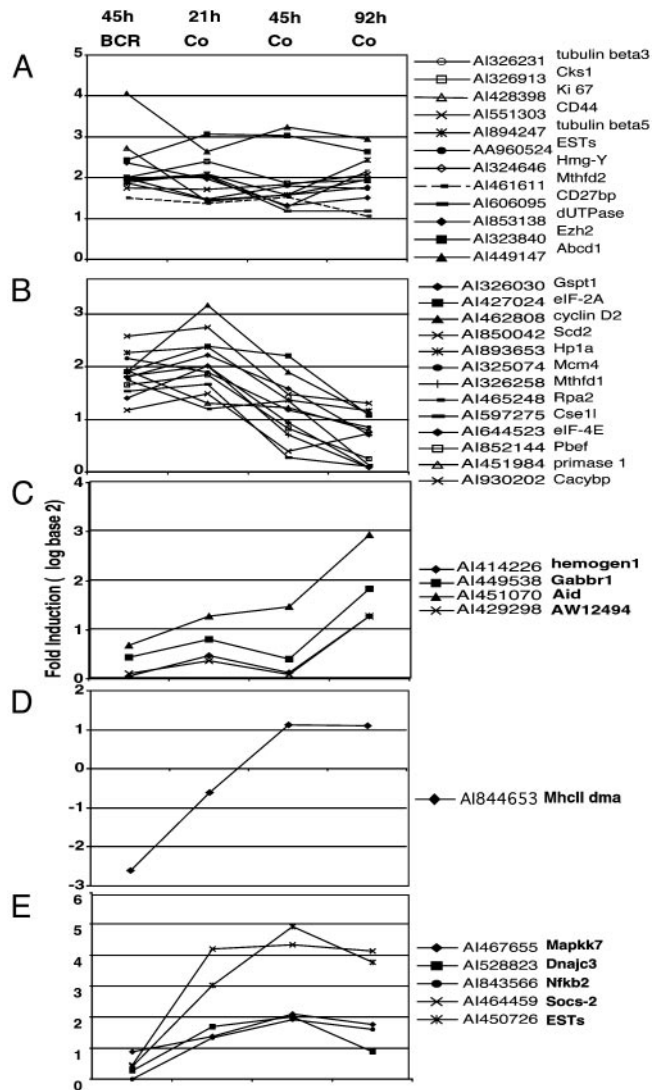 45h 21h 45h 92h
BCR Co Co Co
A
5
4
3
2
1
0
AI326231 tubulin beta3
AI326913 Cks1
AI428398 Ki 67
AI551303 CD44
AI894247 tubulin beta5
AA960524 ESTs
AI324646 Hmg-Y
AI461611 Mthfd2
AI606095 CD27bp
AI853138 dUTPase
AI323840 Ezh2
AI449147 Abcd1
B
3
2
1
0
AI326030 Gspt1
AI427024 eIF-2A
AI462808 cyclin D2
AI850042 Scd2
AI893653 Hp1a
AI325074 Mcm4
AI326258 Mthfd1
AI465248 Rpa2
AI597275 Cse1l
AI644523 eIF-4E
AI852144 Pbef
AI451984 primase 1
AI930202 Cacybp
C
Fold Induction ( log base 2)
4
3
2
1
0
AI414226 hemogen1
AI449538 Gabbr1
AI451070 Aid
AI429298 AW12494
D
2
1
0
-1
-2
-3
AI844653 MhcII dma
E
6
5
4
3
2
1
0
AI467655 Mapkk7
AI528823 Dnajc3
AI843566 Nfkb2
AI464459 Socs-2
AI450726 ESTs